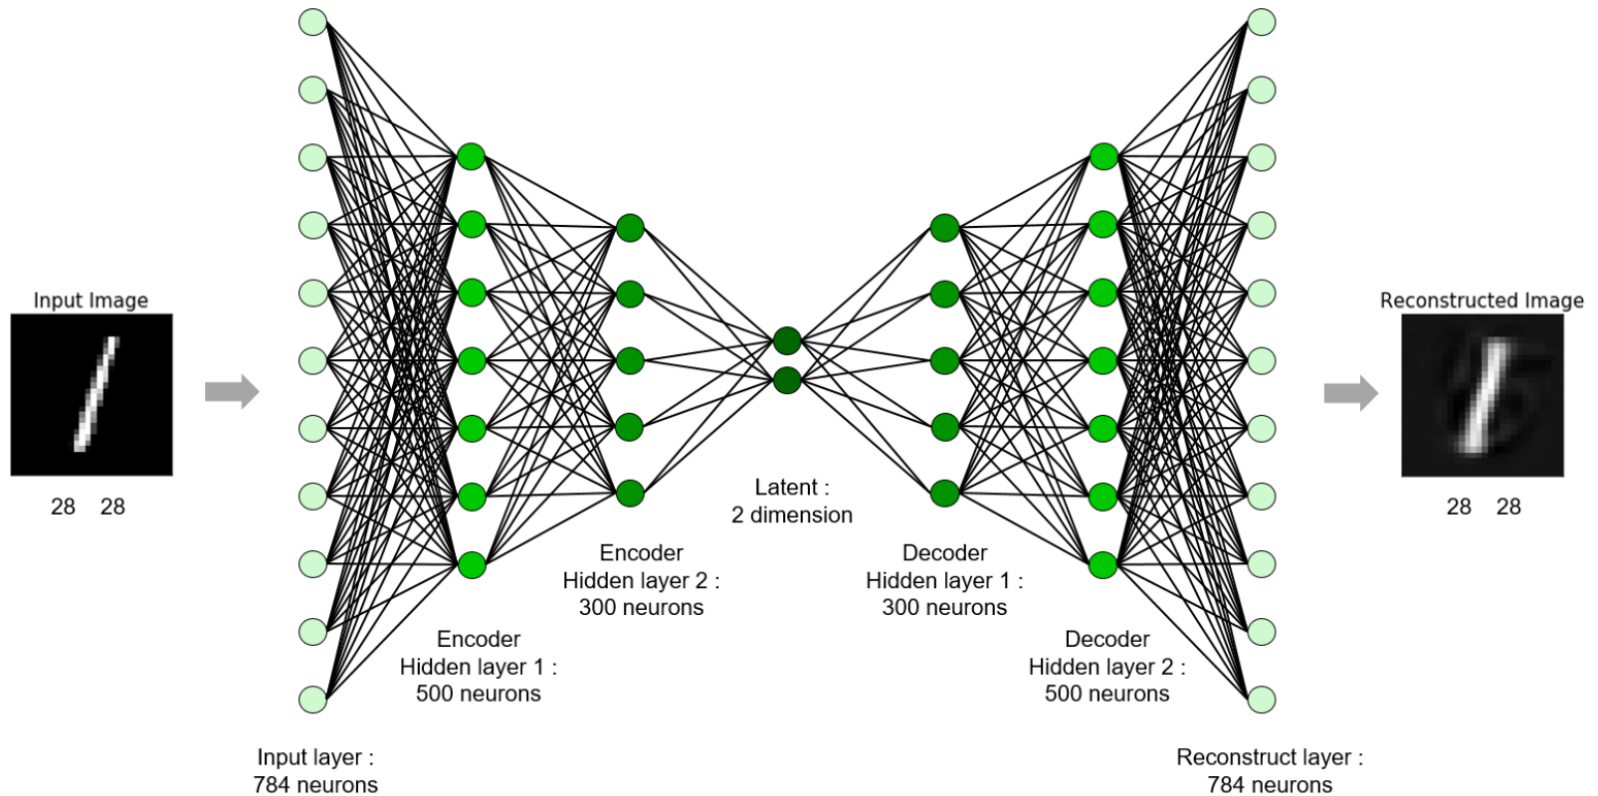 Input Image
28 28
Input layer :
784 neurons
Encoder
Hidden layer 1 :
500 neurons
Encoder
Hidden layer 2 :
300 neurons
Latent :
2 dimension
Decoder
Hidden layer 1 :
300 neurons
Decoder
Hidden layer 2 :
500 neurons
Reconstruct layer :
784 neurons
Reconstructed Image
28 28